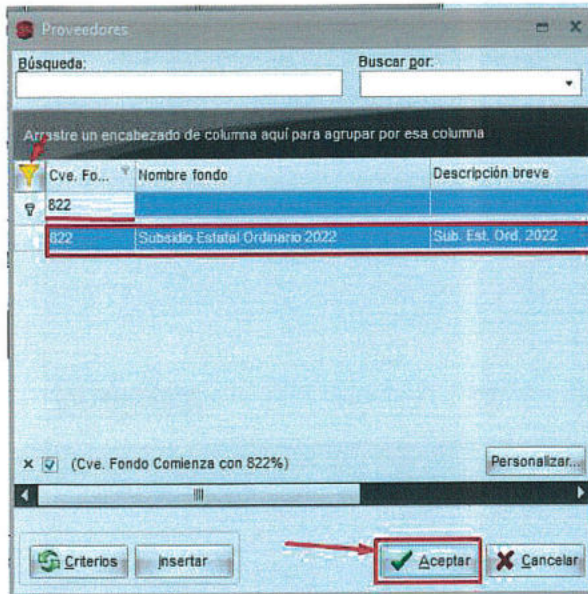 Proveedores
Búsqueda: Buscar por:
Arrastre un encabezado de columna aquí para agrupar por esa columna
Cve. Fo... Nombre fondo Descripción breve
822
822 Subsidio Estatal Ordinario 2022 Sub. Est. Ord. 2022
(Cve. Fondo Comienza con 822%) Personalizar...
Criterios Insertar Aceptar Cancelar